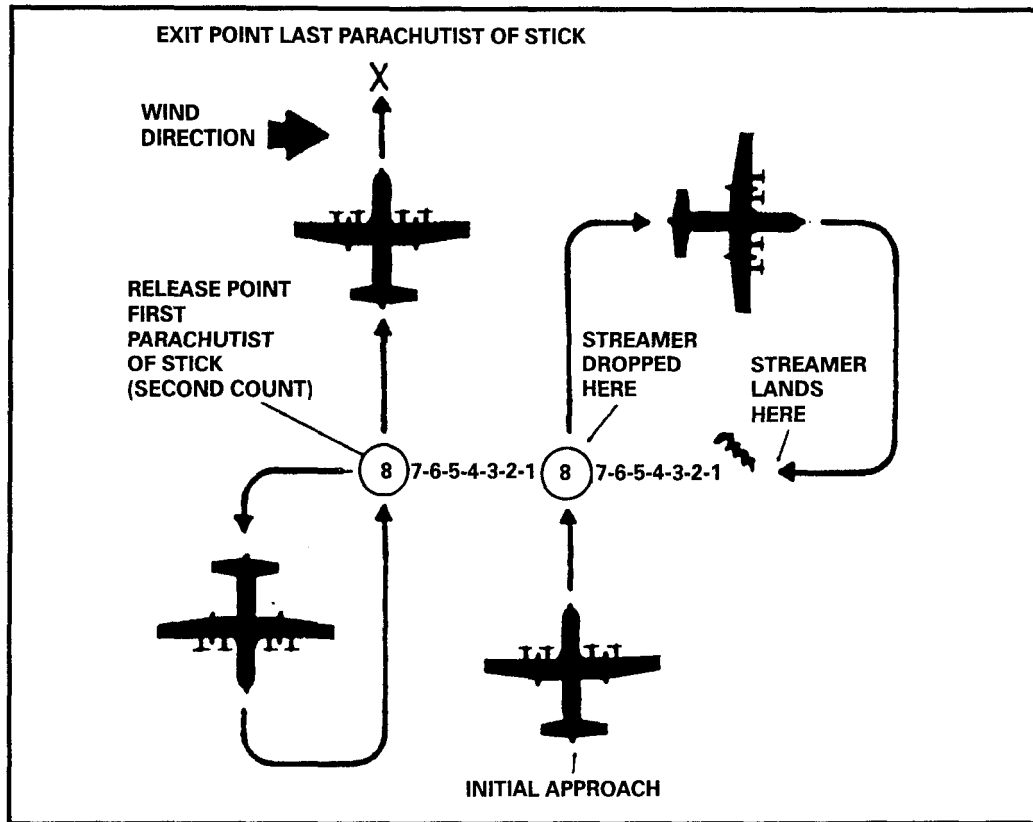 EXIT POINT LAST PARACHUTIST OF STICK
X
WIND
DIRECTION
RELEASE POINT
FIRST
PARACHUTIST
OF STICK
(SECOND COUNT)
STREAMER
DROPPED
HERE
STREAMER
LANDS
HERE
8 7-6-5-4-3-2-1 8 7-6-5-4-3-2-1
INITIAL APPROACH